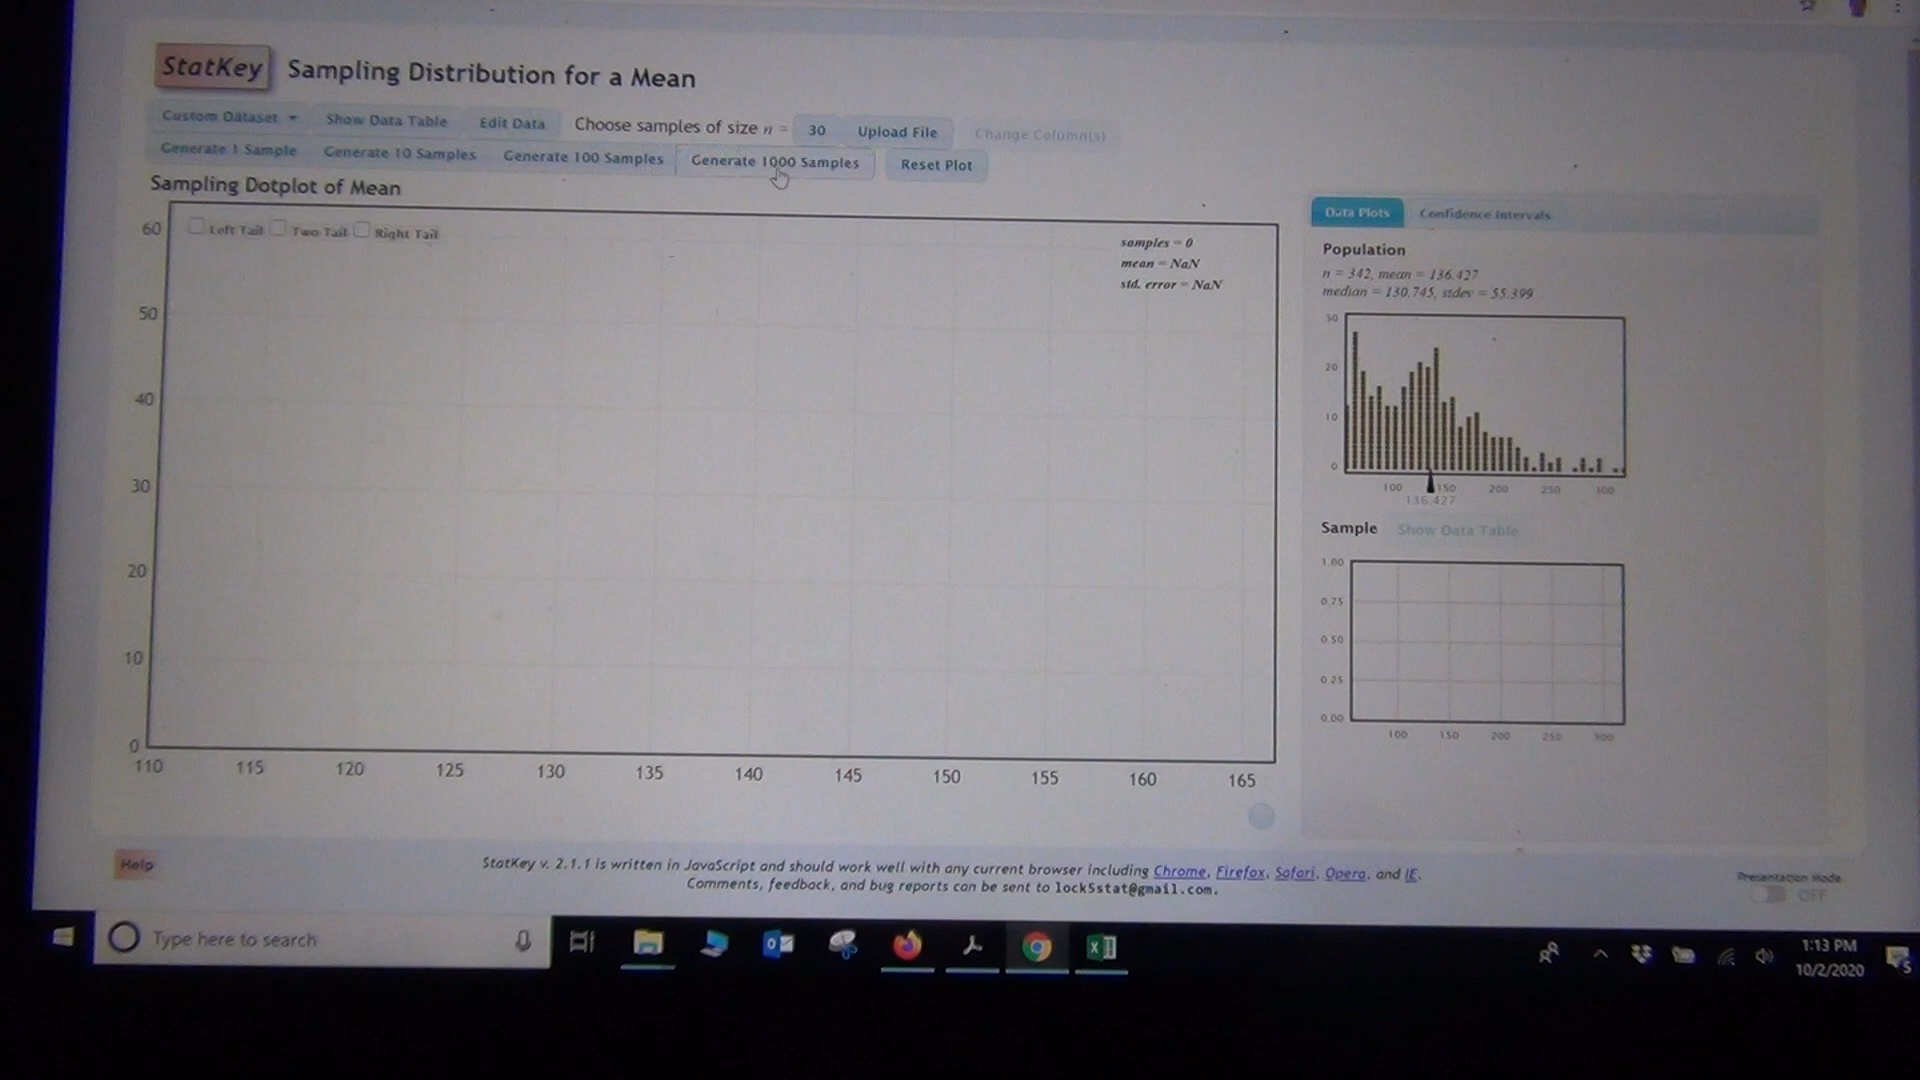 StatKey Sampling Distribution for a Mean
Custom Dataset Show Data Table Edit Data Choose samples of size n = 30 Upload File Change Column(s)
Generate 1 Sample Generate 10 Samples Generate 100 Samples Generate 1000 Samples Reset Plot
Sampling Dotplot of Mean
Left Tail Two Tail Right Tail
samples = 0
mean = NaN
std. error = NaN
60
50
40
30
20
10
0
110 115 120 125 130 135 140 145 150 155 160 165
Data Plots Confidence Intervals
Population
n = 342, mean = 136.427
median = 130.745, stdev = 55.399
30
20
10
0
100 150 200 250 300
136.427
Sample Show Data Table
1.00
0.75
0.50
0.25
0.00
100 150 200 250 300
Help
StatKey v. 2.1.1 is written in JavaScript and should work well with any current browser including Chrome, Firefox, Safari, Opera, and IE.
Comments, feedback, and bug reports can be sent to lock5stat@gmail.com.
Presentation Mode
OFF
Type here to search
1:13 PM
10/2/2020
5